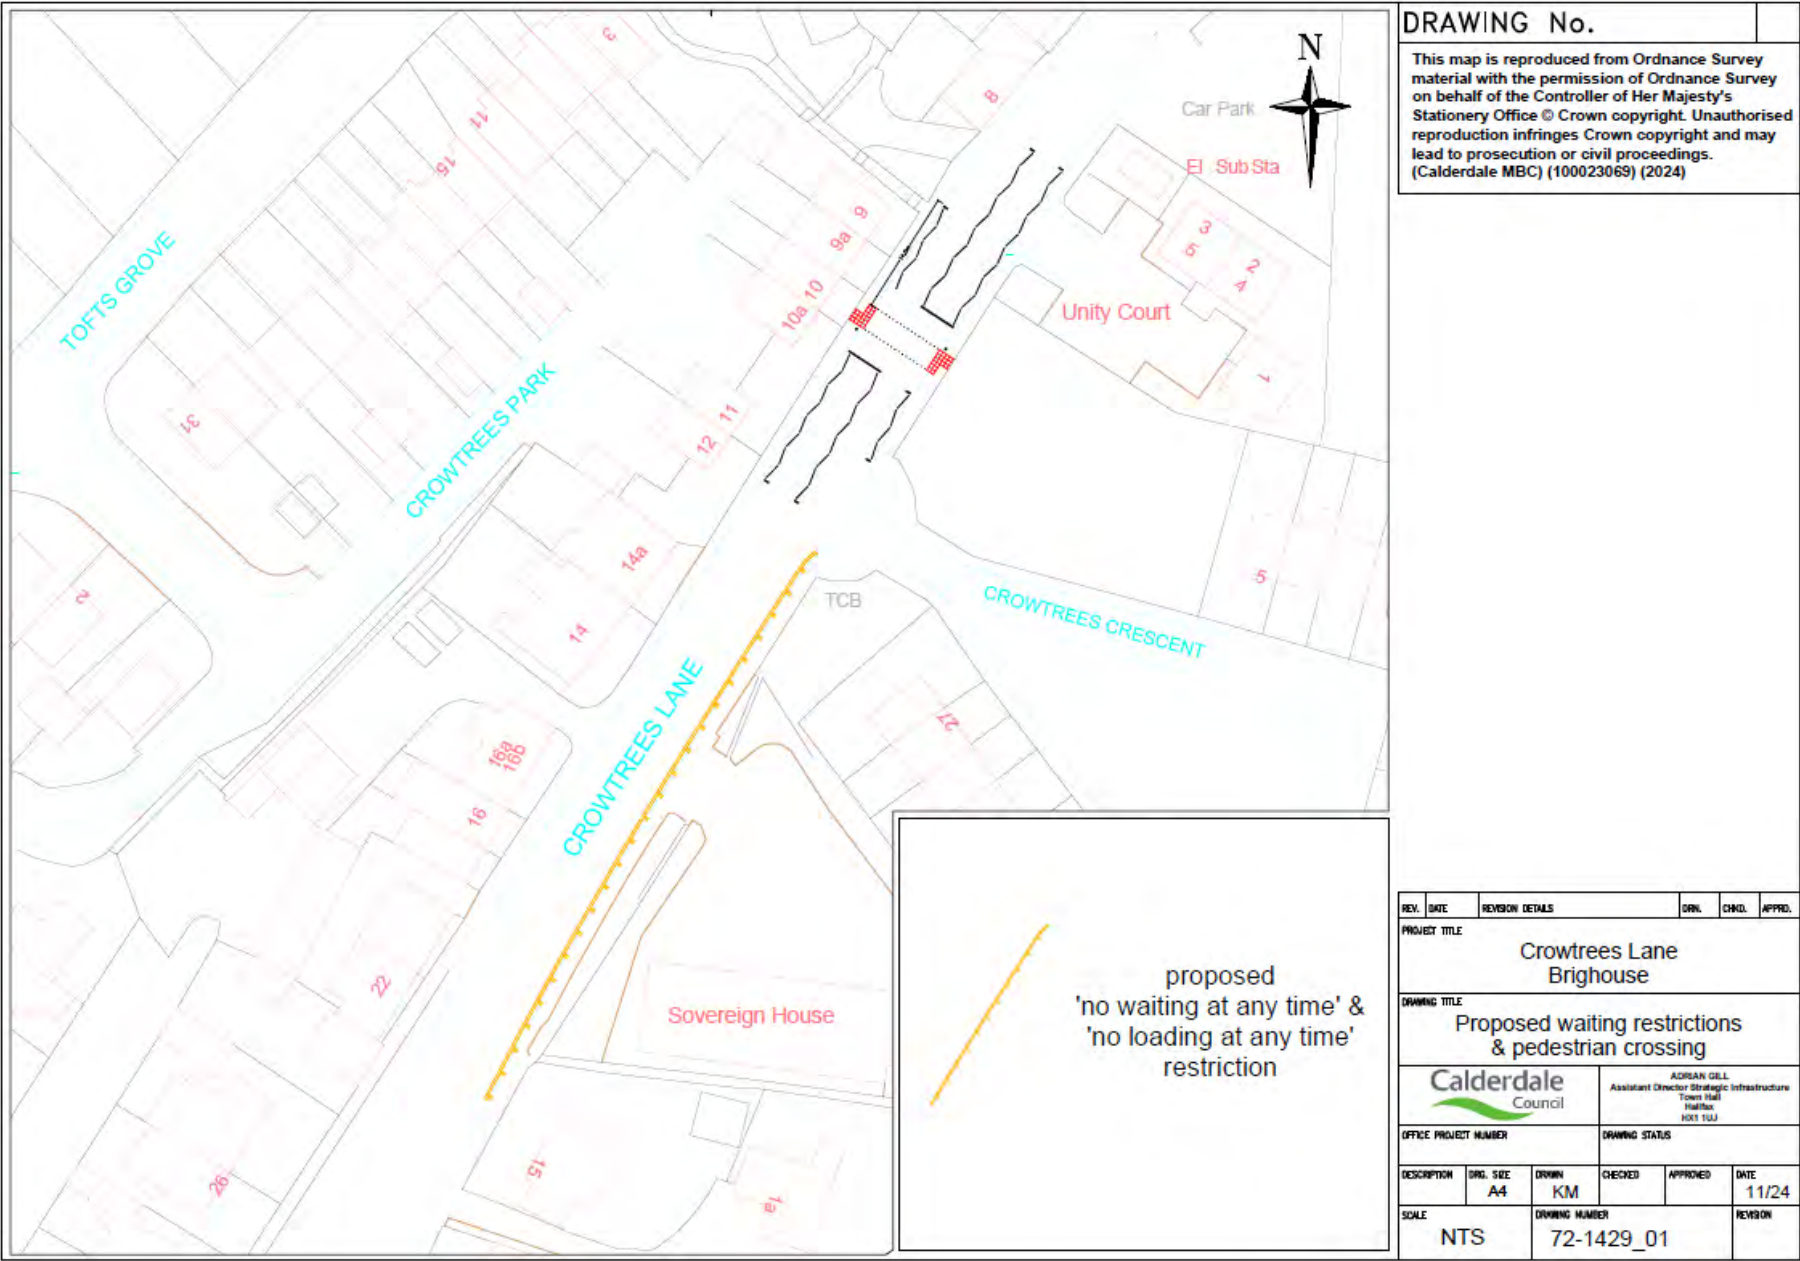 DRAWING No.
This map is reproduced from Ordnance Survey
material with the permission of Ordnance Survey
on behalf of the Controller of Her Majesty's
Stationery Office © Crown copyright. Unauthorised
reproduction infringes Crown copyright and may
lead to prosecution or civil proceedings.
(Calderdale MBC) (100023069) (2024)
N
Car Park
El Sub Sta
3
11
15
8
9
9a
10
10a
3
5
2
4
Unity Court
1
TOFTS GROVE
31
CROWTREES PARK
11
12
2
14a
14
TCB
5
CROWTREES CRESCENT
CROWTREES LANE
27
16a
16b
16
22
Sovereign House
26
15
1a
proposed
'no waiting at any time' &
'no loading at any time'
restriction
REV. DATE REVISION DETAILS DRN. CHKD. APPRD.
PROJECT TITLE
Crowtrees Lane
Brighouse
DRAWING TITLE
Proposed waiting restrictions
& pedestrian crossing
Calderdale
Council
ADRIAN GILL
Assistant Director Strategic Infrastructure
Town Hall
Halifax
HX1 1UJ
OFFICE PROJECT NUMBER
DRAWING STATUS
DESCRIPTION DRG. SIZE DRAWN CHECKED APPROVED DATE
A4 KM 11/24
SCALE DRAWING NUMBER REVISION
NTS 72-1429_01